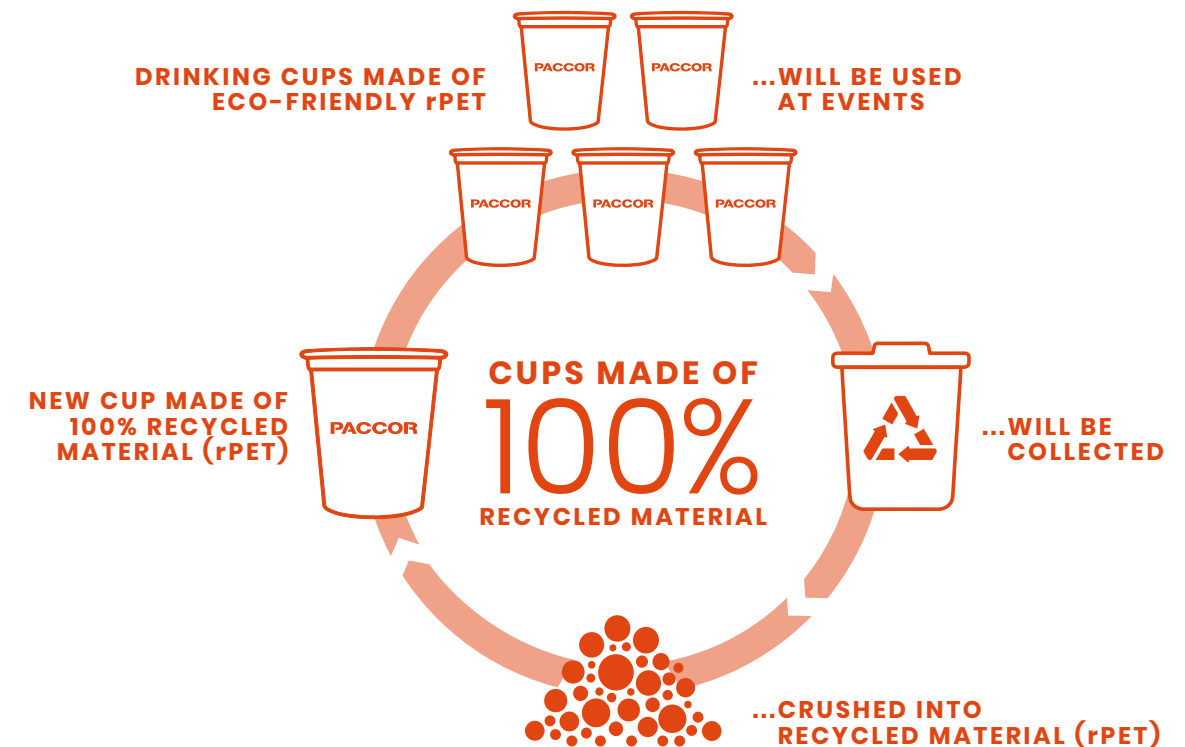 PACCOR PACCOR
DRINKING CUPS MADE OF
ECO-FRIENDLY rPET
...WILL BE USED
AT EVENTS
PACCOR PACCOR PACCOR
CUPS MADE OF
100%
RECYCLED MATERIAL
NEW CUP MADE OF
100% RECYCLED
MATERIAL (rPET)
PACCOR
...WILL BE
COLLECTED
...CRUSHED INTO
RECYCLED MATERIAL (rPET)